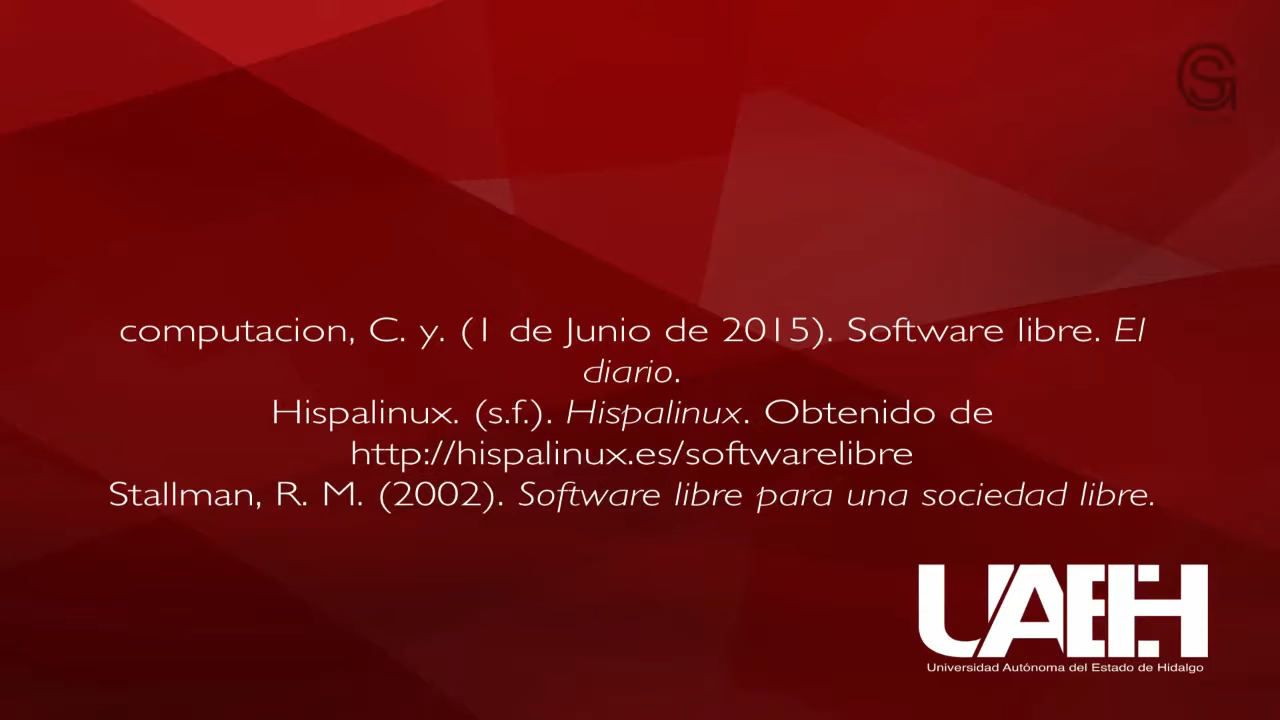 computacion, C. y. (1 de Junio de 2015). Software libre. El
diario.
Hispalinux. (s.f.). Hispalinux. Obtenido de
http://hispalinux.es/softwarelibre
Stallman, R. M. (2002). Software libre para una sociedad libre.
UAEH
Universidad Autónoma del Estado de Hidalgo